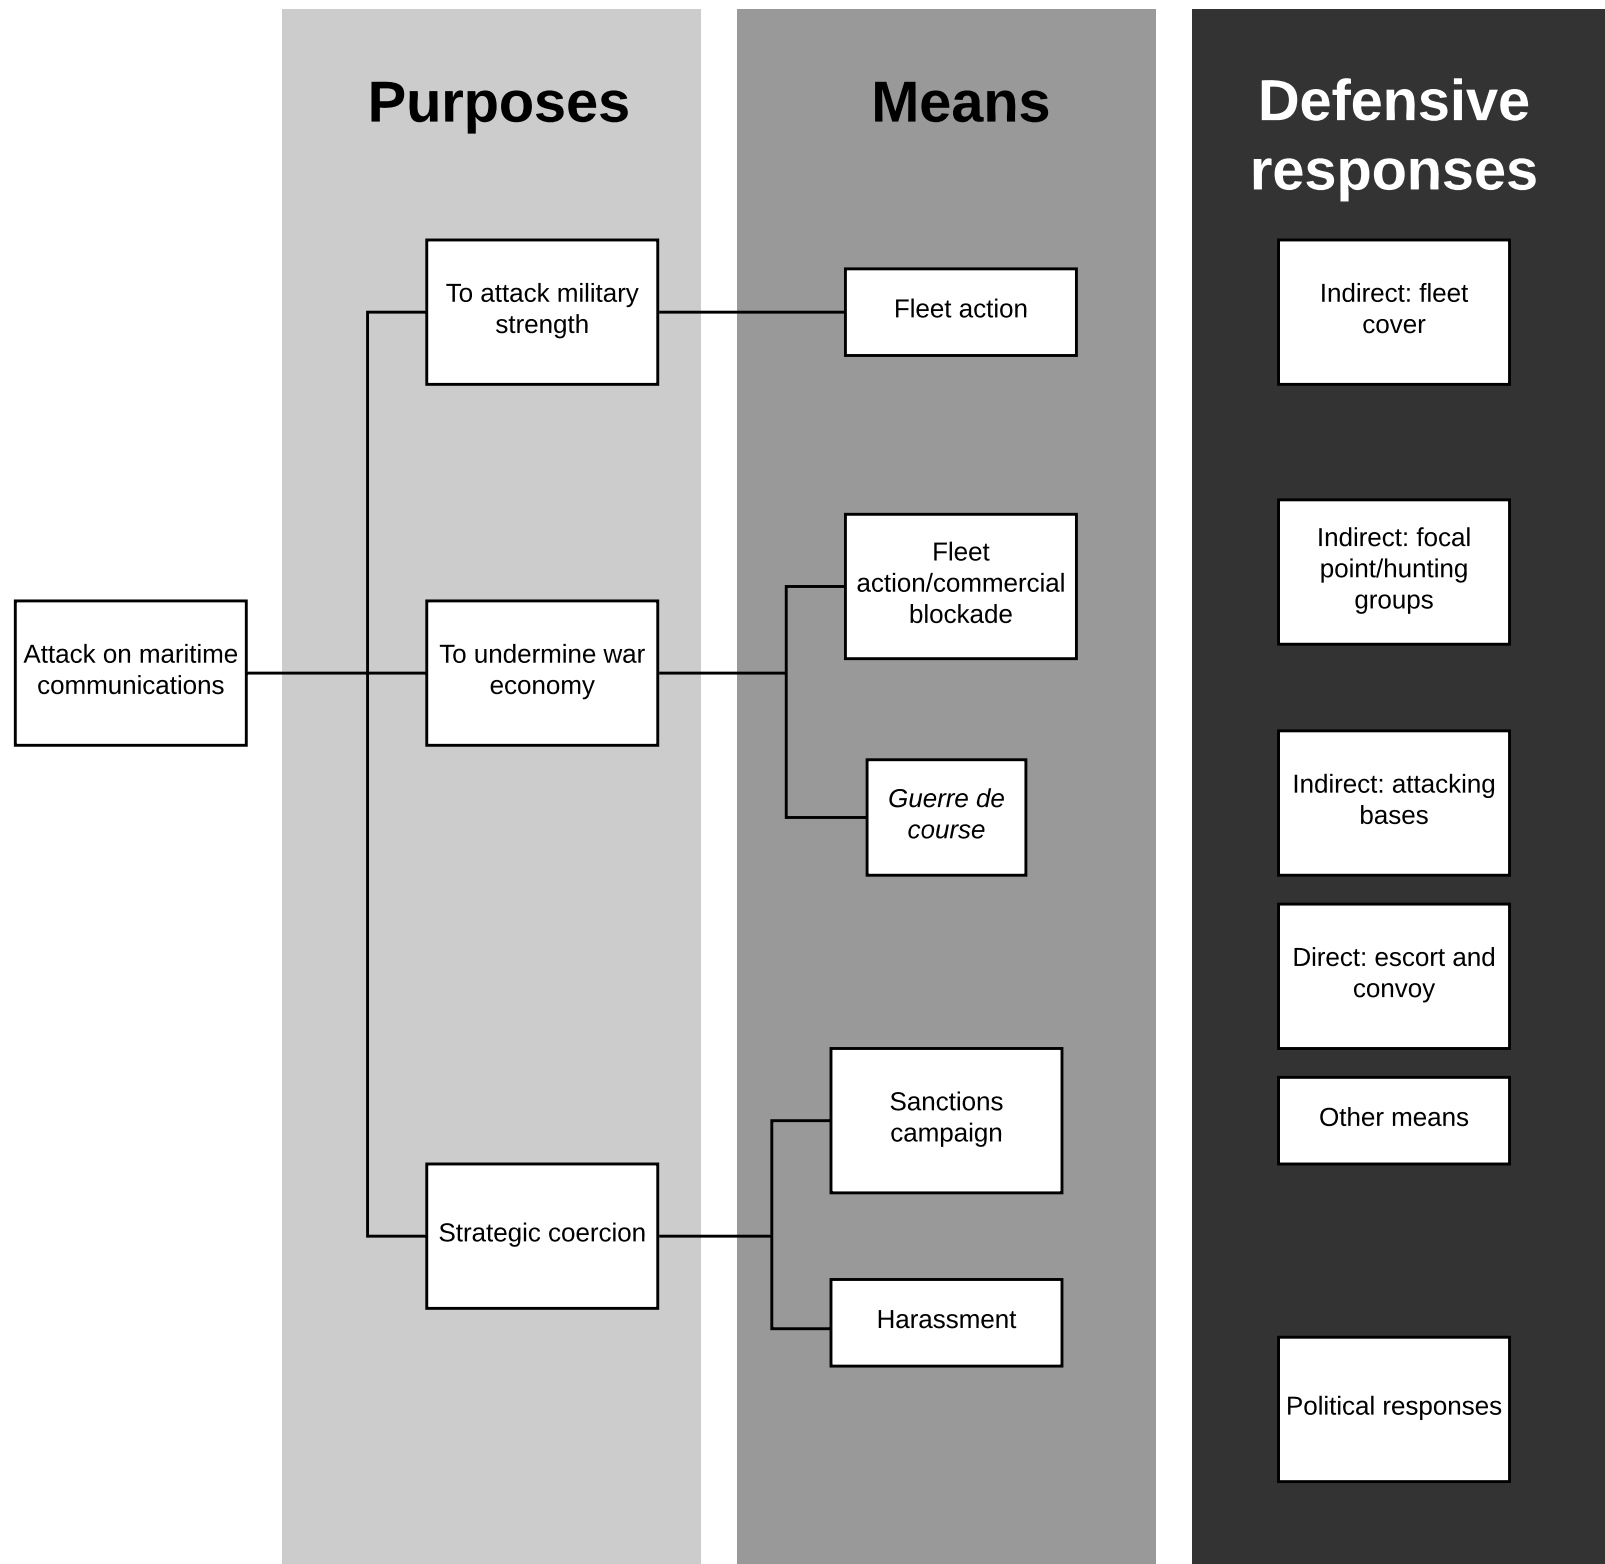 Purposes
Means
Defensive
responses
To attack military
strength
Fleet action
Indirect: fleet
cover
Fleet
action/commercial
blockade
Indirect: focal
point/hunting
groups
Attack on maritime
communications
To undermine war
economy
Guerre de
course
Indirect: attacking
bases
Direct: escort and
convoy
Sanctions
campaign
Other means
Strategic coercion
Harassment
Political responses